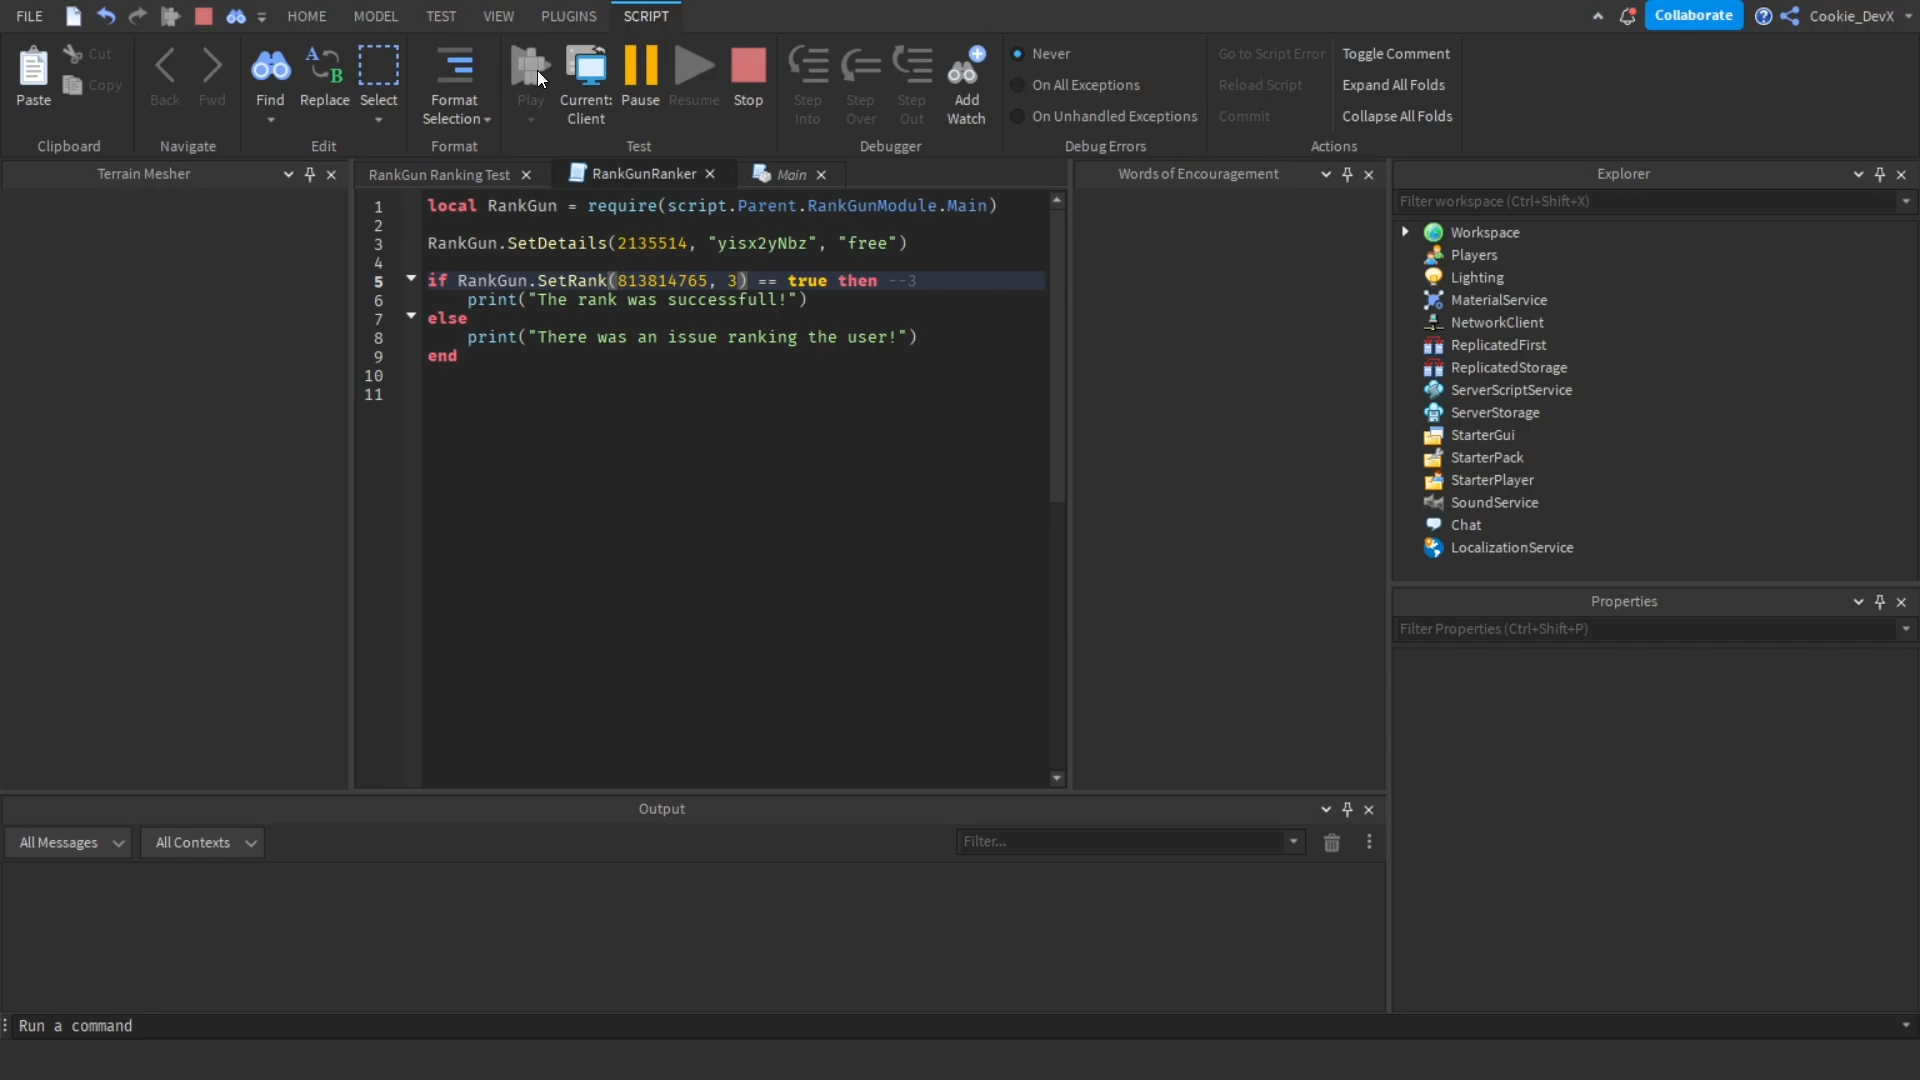 FILE HOME MODEL TEST VIEW PLUGINS SCRIPT Collaborate Cookie_DevX
Paste Cut Copy Back Fwd Find Replace Select Format Selection Play Current: Client Pause Resume Stop Step Into Step Over Step Out Add Watch
Never
On All Exceptions
On Unhandled Exceptions
Go to Script Error
Reload Script
Commit
Toggle Comment
Expand All Folds
Collapse All Folds
Clipboard Navigate Edit Format Test Debugger Debug Errors Actions
Terrain Mesher
RankGun Ranking Test RankGunRanker Main
1 local RankGun = require(script.Parent.RankGunModule.Main)
2
3 RankGun.SetDetails(2135514, "yisx2yNbz", "free")
4
5 if RankGun.SetRank(813814765, 3) == true then --3
6 print("The rank was successfull!")
7 else
8 print("There was an issue ranking the user!")
9 end
10
11
Words of Encouragement
Explorer
Filter workspace (Ctrl+Shift+X)
Workspace
Players
Lighting
MaterialService
NetworkClient
ReplicatedFirst
ReplicatedStorage
ServerScriptService
ServerStorage
StarterGui
StarterPack
StarterPlayer
SoundService
Chat
LocalizationService
Properties
Filter Properties (Ctrl+Shift+P)
Output
All Messages All Contexts Filter...
Run a command